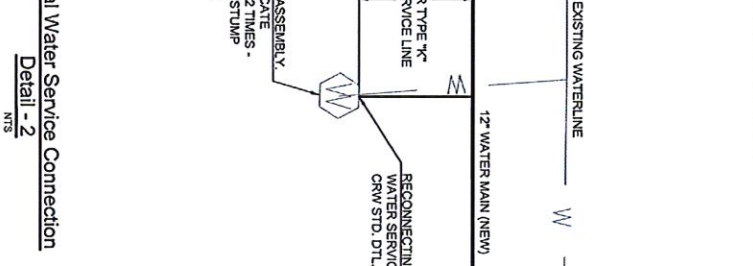 EXISTING WATERLINE
W
12" WATER MAIN (NEW)
W
R TYPE "K"
RVICE LINE
RECONNECTIN
WATER SERVIC
CRW STD. DTL.
W
ASSEMBLY.
CATE
2 TIMES -
STUMP
al Water Service Connection
Detail - 2
NTS